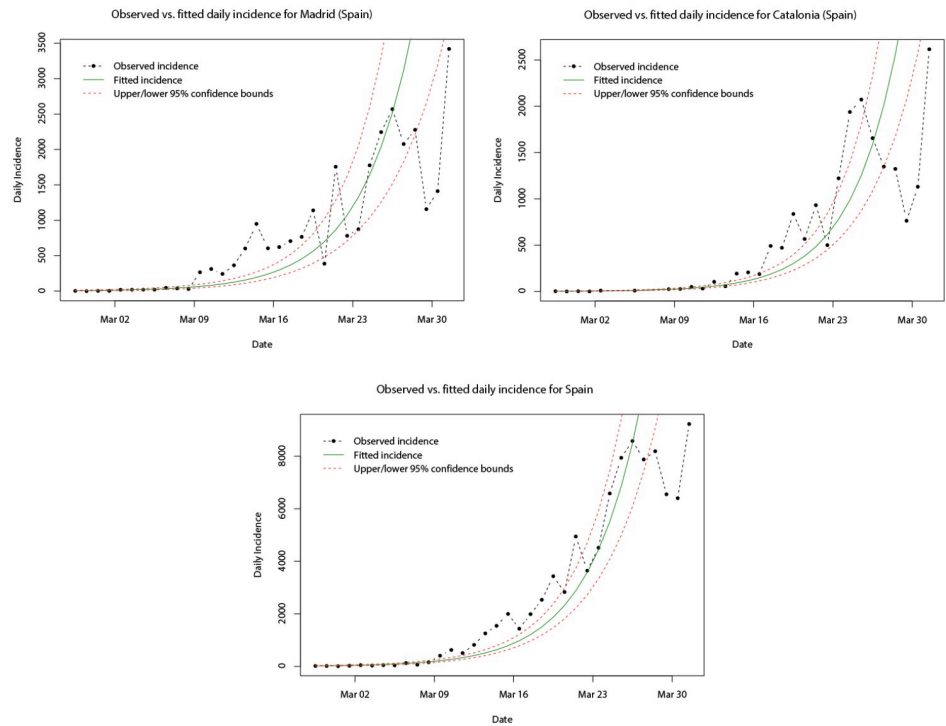 Observed vs. fitted daily incidence for Madrid (Spain)
3500
3000
2500
2000
1500
1000
500
0
Daily Incidence
Observed incidence
Fitted incidence
Upper/lower 95% confidence bounds
Mar 02 Mar 09 Mar 16 Mar 23 Mar 30
Date
Observed vs. fitted daily incidence for Catalonia (Spain)
2500
2000
1500
1000
500
0
Daily Incidence
Observed incidence
Fitted incidence
Upper/lower 95% confidence bounds
Mar 02 Mar 09 Mar 16 Mar 23 Mar 30
Date
Observed vs. fitted daily incidence for Spain
8000
6000
4000
2000
0
Daily Incidence
Observed incidence
Fitted incidence
Upper/lower 95% confidence bounds
Mar 02 Mar 09 Mar 16 Mar 23 Mar 30
Date